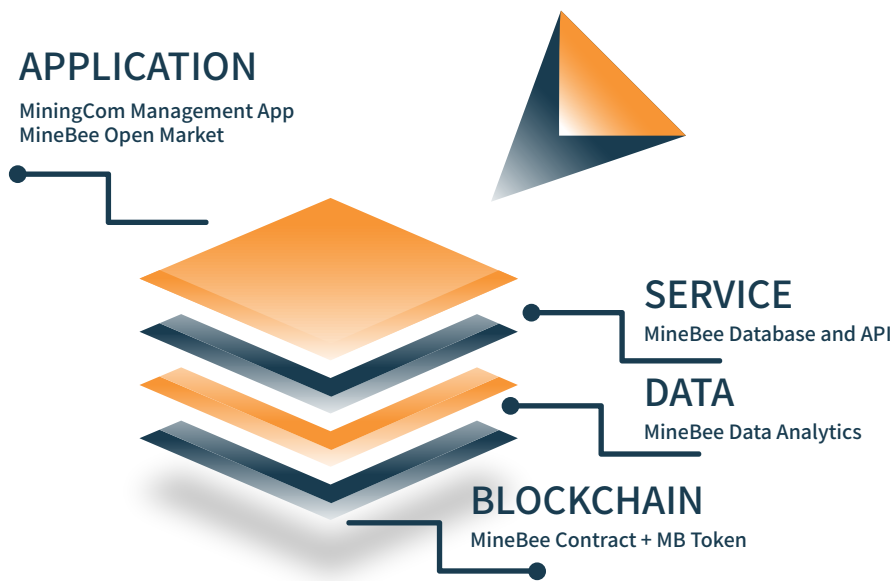 APPLICATION
MiningCom Management App
MineBee Open Market
SERVICE
MineBee Database and API
DATA
MineBee Data Analytics
BLOCKCHAIN
MineBee Contract + MB Token